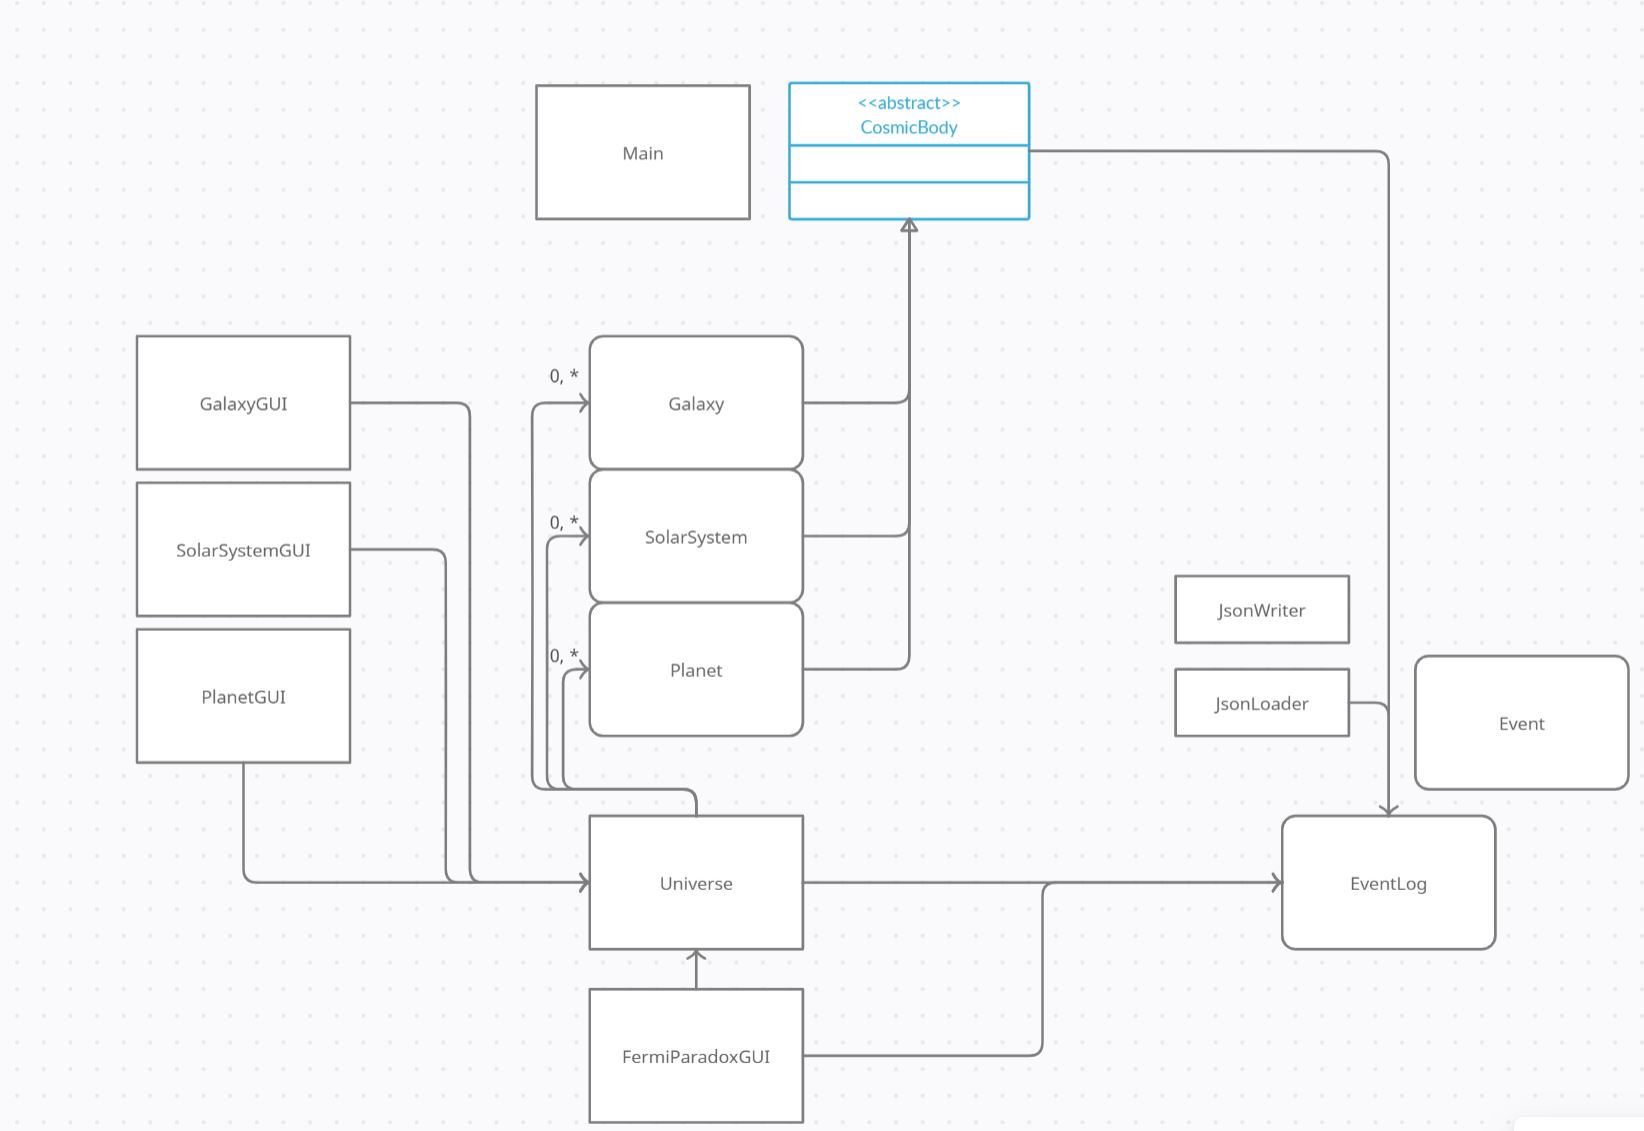 <<abstract>>
CosmicBody
Main
0, *
GalaxyGUI
Galaxy
0, *
SolarSystemGUI
SolarSystem
JsonWriter
0, *
PlanetGUI
Planet
JsonLoader
Event
Universe
EventLog
FermiParadoxGUI